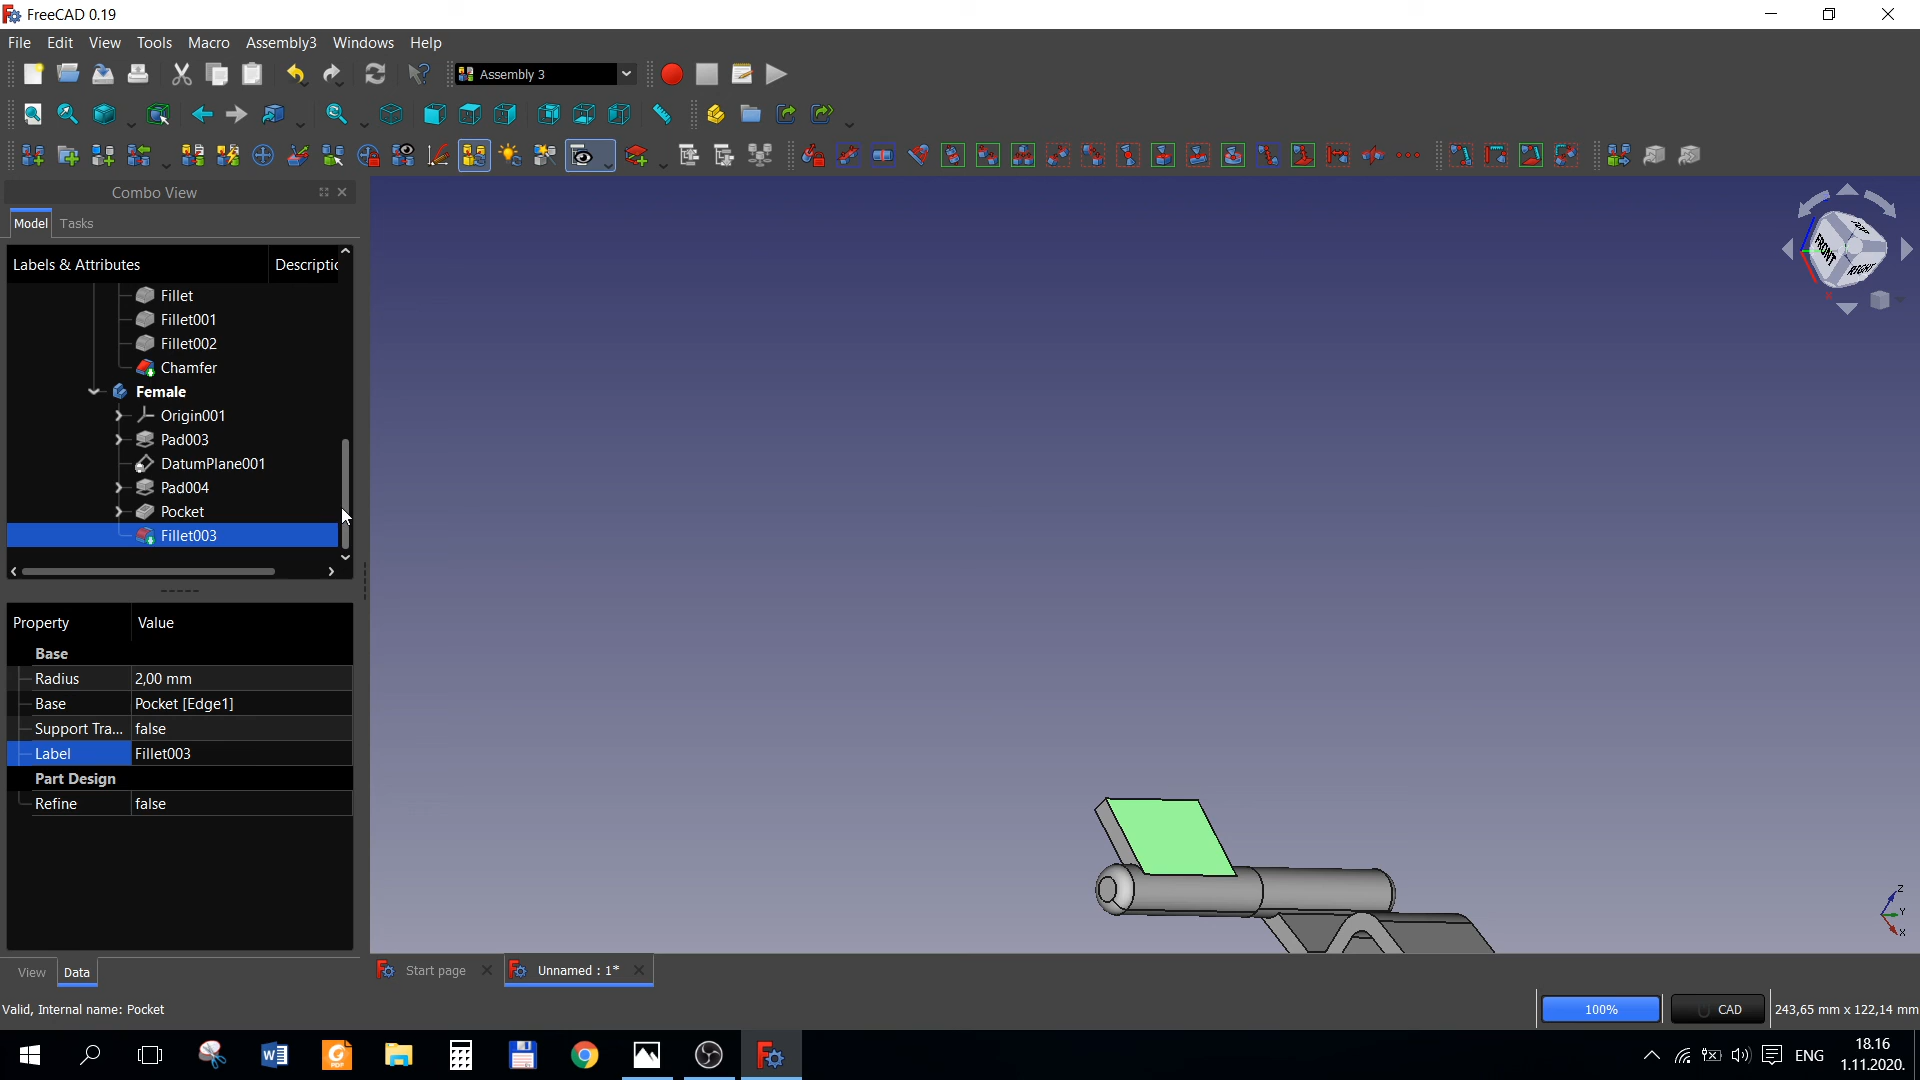 FreeCAD 0.19
File Edit View Tools Macro Assembly3 Windows Help
Assembly 3
Combo View
Model Tasks
Labels & Attributes Descriptic
Fillet
Fillet001
Fillet002
Chamfer
Female
Origin001
Pad003
DatumPlane001
Pad004
Pocket
Fillet003
Property Value
Base
Radius 2,00 mm
Base Pocket [Edge1]
Support Tra... false
Label Fillet003
Part Design
Refine false
View Data
FRONT RIGHT
X
Z
Y
X
Start page Unnamed : 1*
Valid, Internal name: Pocket
100% CAD 243,65 mm x 122,14 mm
ENG 18.16
1.11.2020.